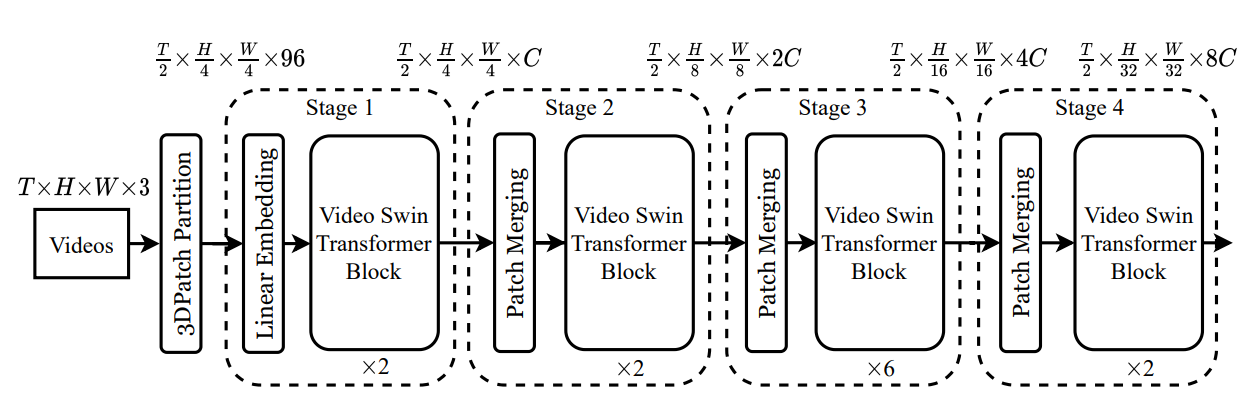 T/2 × H/4 × W/4 × 96
T/2 × H/4 × W/4 × C
T/2 × H/8 × W/8 × 2C
T/2 × H/16 × W/16 × 4C
T/2 × H/32 × W/32 × 8C
T×H×W×3
Videos
3DPatch Partition
Stage 1
Linear Embedding
Video Swin
Transformer
Block
×2
Stage 2
Patch Merging
Video Swin
Transformer
Block
×2
Stage 3
Patch Merging
Video Swin
Transformer
Block
×6
Stage 4
Patch Merging
Video Swin
Transformer
Block
×2